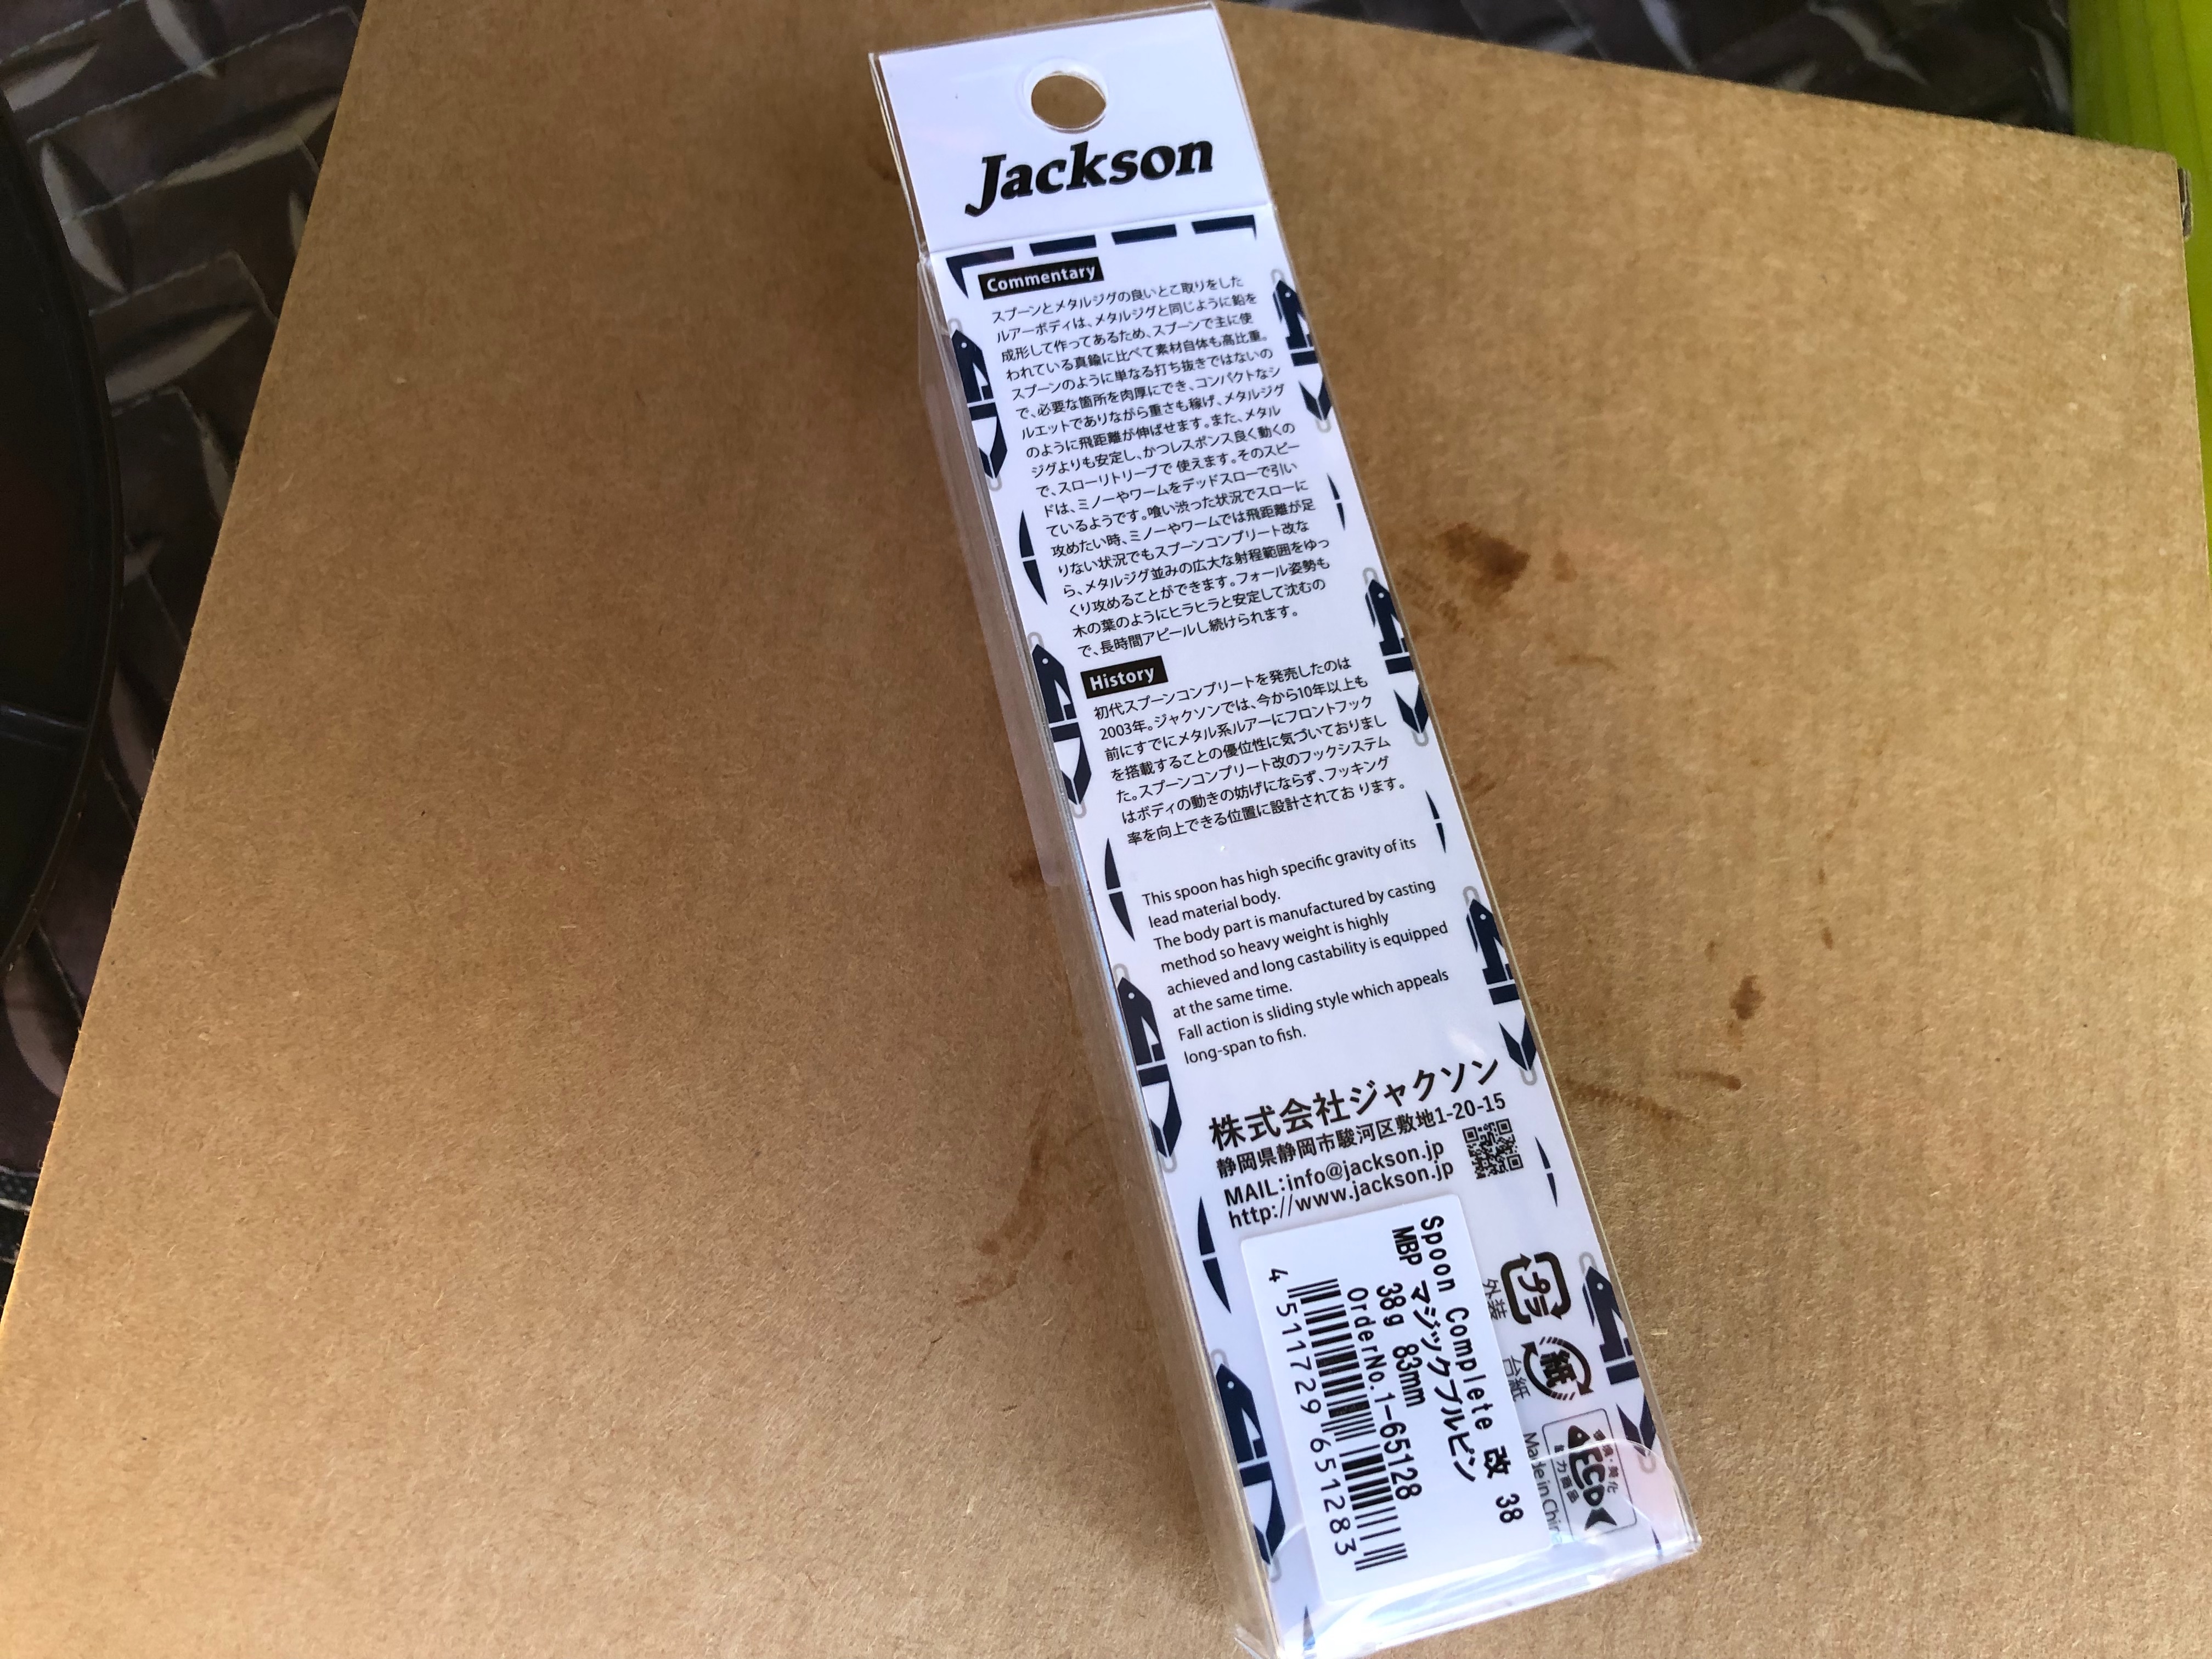 Jackson
Commentary
スプーンとメタルジグの良いとこ取りをした
ルアーボディは、メタルジグと同じように鉛を
成形して作ってあるため、スプーンで主に使
われている真鍮に比べて素材自体も高比重。
スプーンのように単なる打ち抜きではないの
で、必要な箇所を肉厚にでき、コンパクトなシ
ルエットでありながら重さも稼げ、メタルジグ
のように飛距離が伸ばせます。また、メタル
ジグよりも安定し、かつレスポンス良く動くの
で、スローリトリーブで 使えます。そのスピー
ドは、ミノーやワームをデッドスローで引い
ているようです。喰い渋った状況でスローに
攻めたい時、ミノーやワームでは飛距離が足
りない状況でもスプーンコンプリート改な
ら、メタルジグ並みの広大な射程範囲をゆっ
くり攻めることができます。フォール姿勢も
木の葉のようにヒラヒラと安定して沈むの
で、長時間アピールし続けられます。
History
初代スプーンコンプリートを発売したのは
2003年。ジャクソンでは、今から10年以上も
前にすでにメタル系ルアーにフロントフック
を搭載することの優位性に気づいておりまし
た。スプーンコンプリート改のフックシステム
はボディの動きの妨げにならず、フッキング
率を向上できる位置に設計されてお ります。
This spoon has high specific gravity of its
lead material body.
The body part is manufactured by casting
method so heavy weight is highly
achieved and long castability is equipped
at the same time.
Fall action is sliding style which appeals
long-span to fish.
株式会社ジャクソン
静岡県静岡市駿河区敷地1-20-15
MAIL:info@jackson.jp
http://www.jackson.jp
Spoon Complete 改 38
MBP マジックブルピン
38g 83mm
OrderNo.1-65128
4 511729 651283
プラ
外装
紙
台紙
ECO
Made in Chin